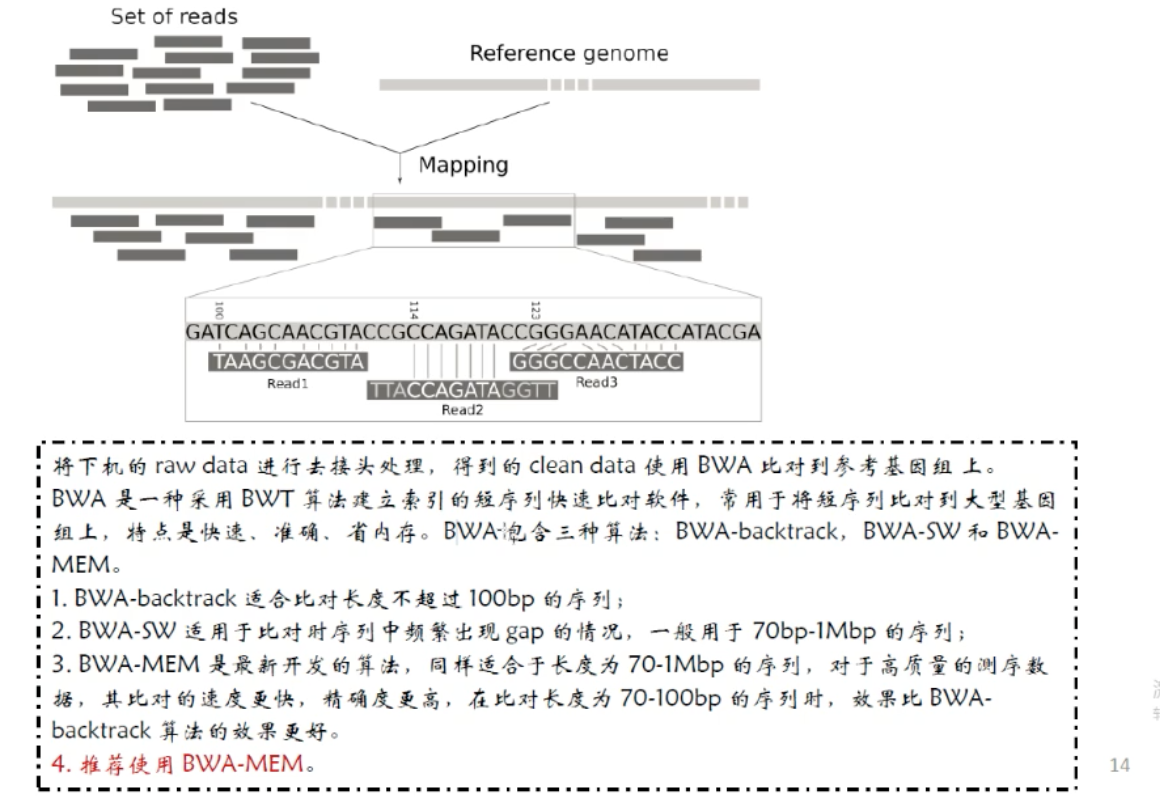 Set of reads
Reference genome
Mapping
100
114
123
GATCAGCAACGTACCGCCAGATACCGGGAACATACCATACGA
TAAGCGACGTA
GGGCCAACTACC
Read1
TTACCAGATAGGTT
Read3
Read2
将下机的 raw data 进行去接头处理，得到的 clean data 使用 BWA 比对到参考基因组 上。
BWA 是一种采用 BWT 算法建立索引的短序列快速比对软件，常用于将短序列比对到大型基因
组上，特点是快速、准确、省内存。BWA 包含三种算法：BWA-backtrack，BWA-SW 和 BWA-
MEM。
1. BWA-backtrack 适合比对长度不超过 100bp 的序列；
2. BWA-SW 适用于比对时序列中频繁出现 gap 的情况，一般用于 70bp-1Mbp 的序列；
3. BWA-MEM 是最新开发的算法，同样适合于长度为 70-1Mbp 的序列，对于高质量的测序数
据，其比对的速度更快，精确度更高，在比对长度为 70-100bp 的序列时，效果比 BWA-
backtrack 算法的效果更好。
4. 推荐使用 BWA-MEM。
14